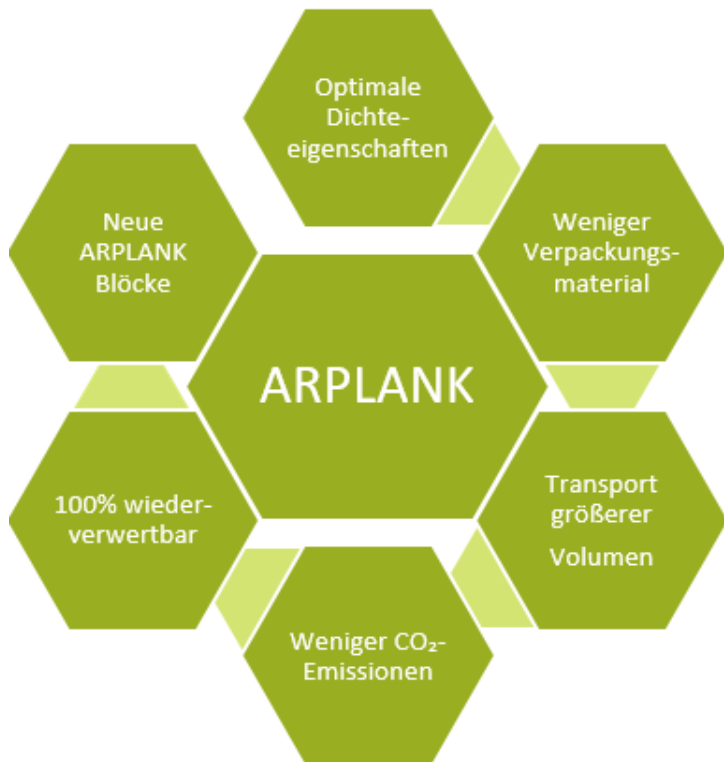 Optimale
Dichte-
eigenschaften
Weniger
Verpackungs-
material
Transport
größerer
Volumen
Weniger CO₂-
Emissionen
100% wieder-
verwertbar
Neue
ARPLANK
Blöcke
ARPLANK